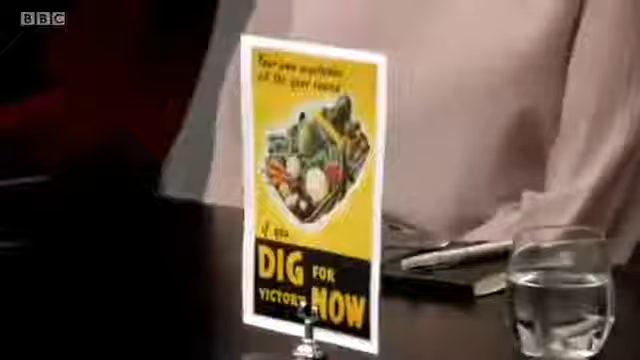 BBC
Your own vegetables
all the year round
if you
DIG FOR
VICTORY NOW